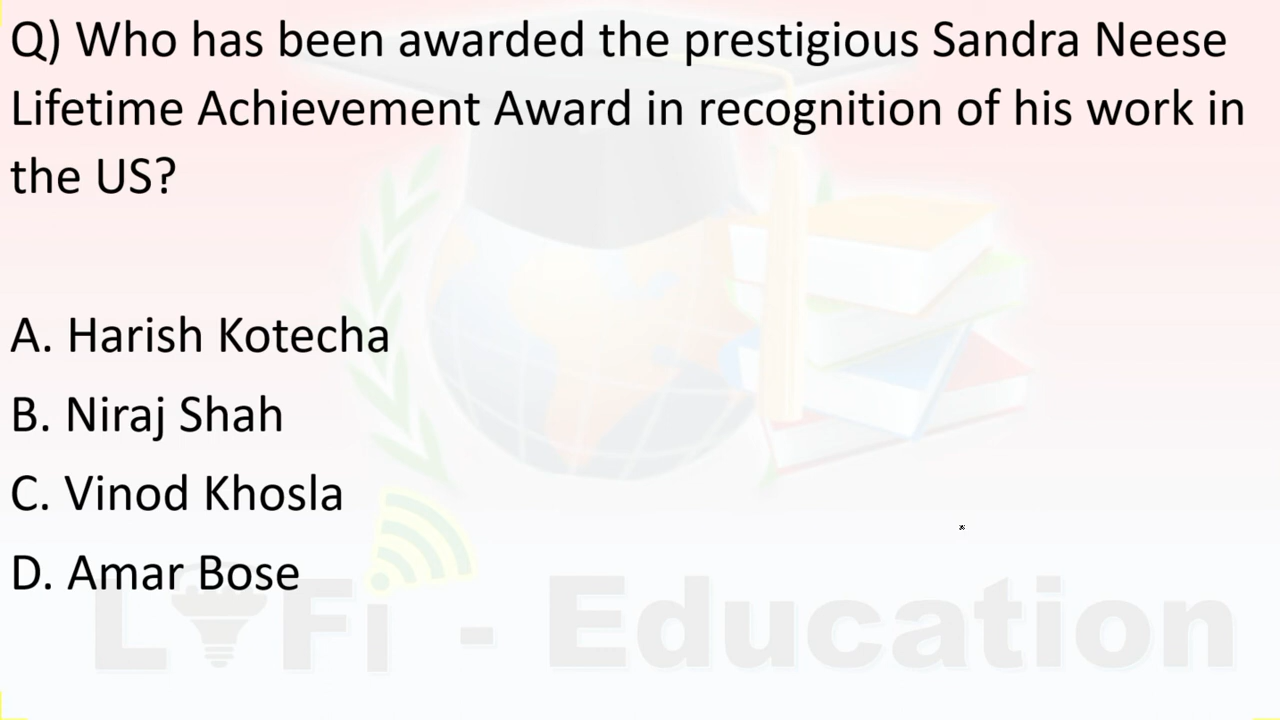 Q) Who has been awarded the prestigious Sandra Neese
Lifetime Achievement Award in recognition of his work in
the US?
A. Harish Kotecha
B. Niraj Shah
C. Vinod Khosla
D. Amar Bose
LiFi - Education